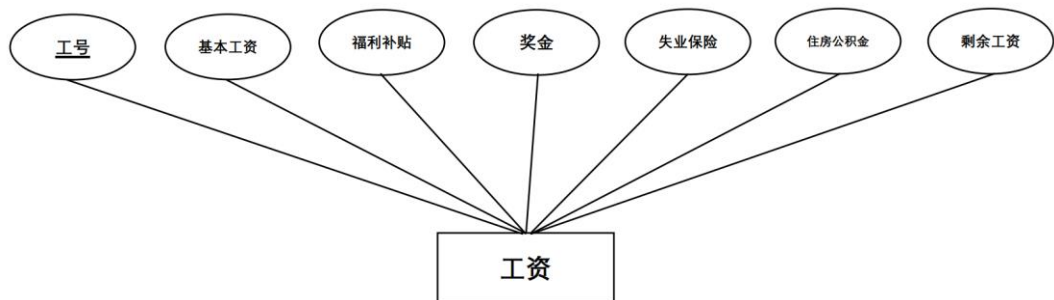 工号
基本工资
福利补贴
奖金
失业保险
住房公积金
剩余工资
工资